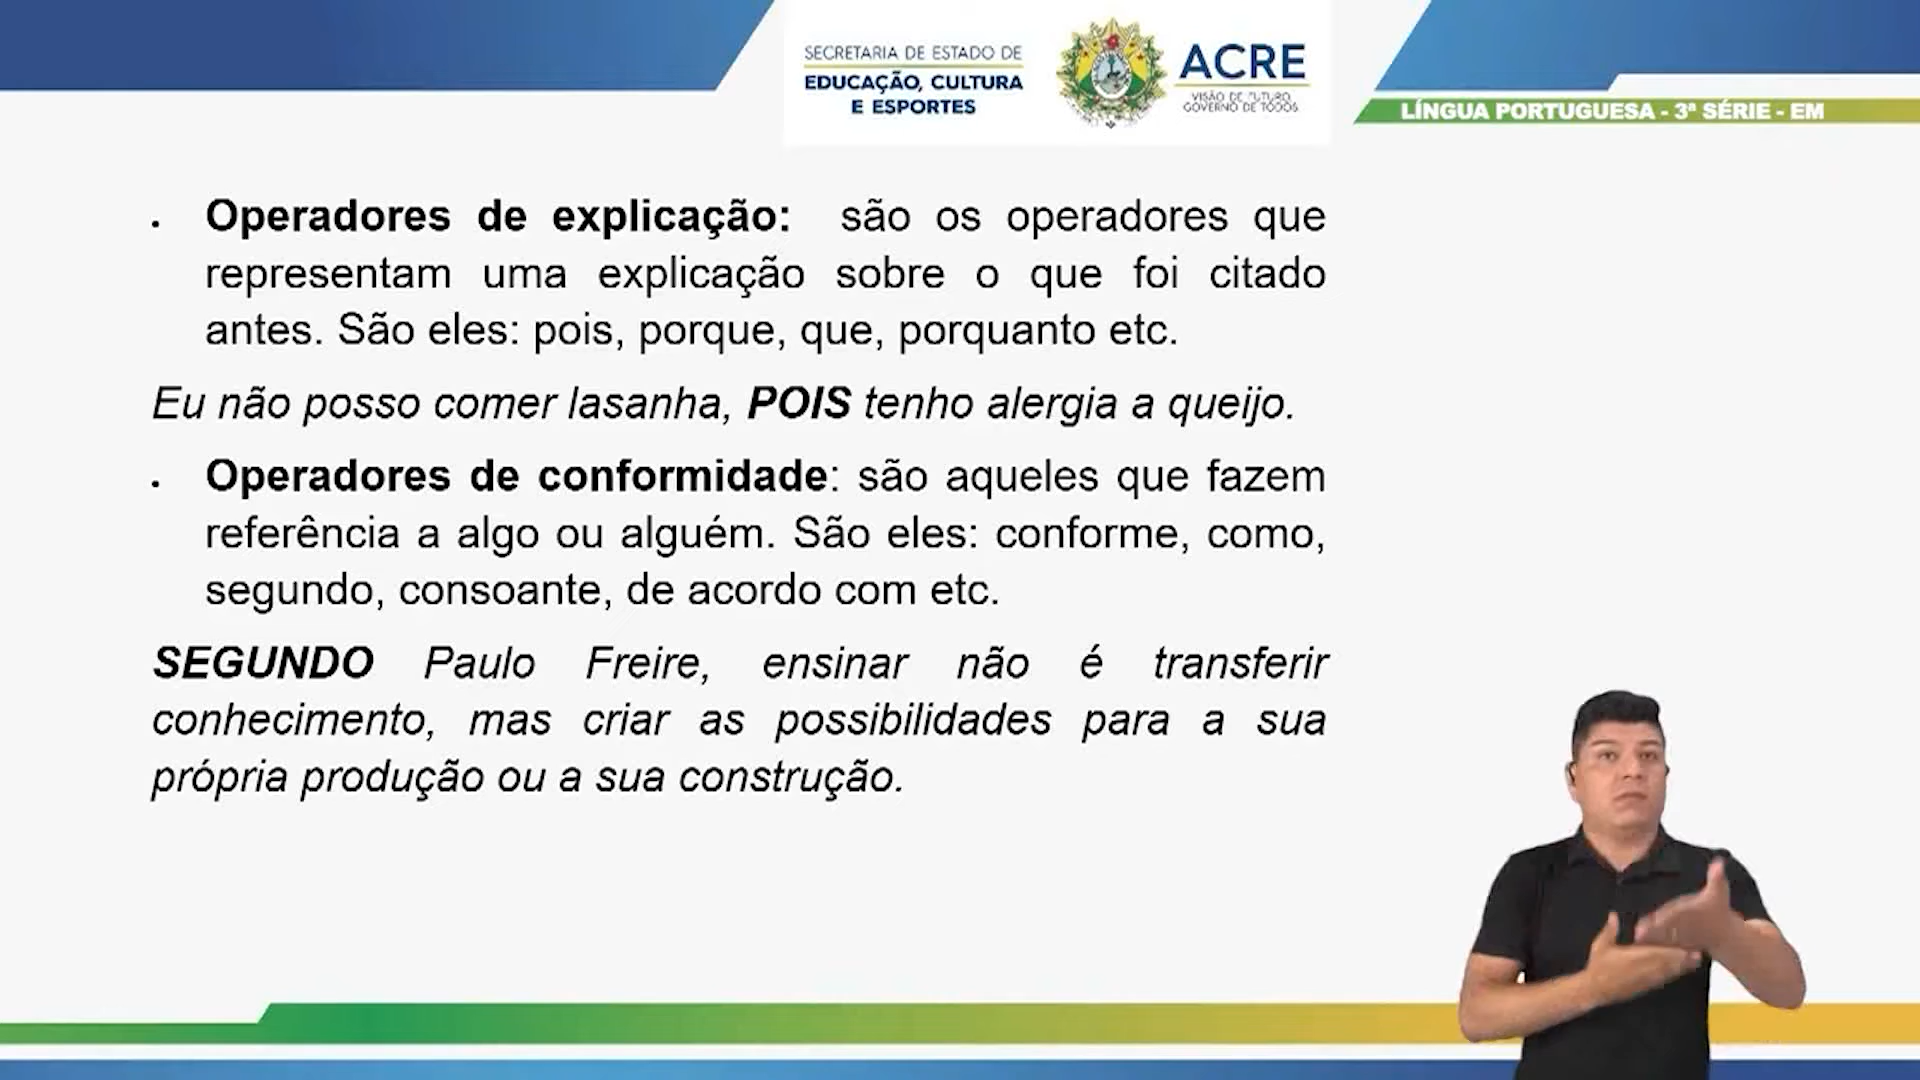 SECRETARIA DE ESTADO DE
EDUCAÇÃO, CULTURA
E ESPORTES
ACRE
VISÃO DE FUTURO,
GOVERNO DE TODOS
LÍNGUA PORTUGUESA - 3ª SÉRIE - EM
• Operadores de explicação: são os operadores que
representam uma explicação sobre o que foi citado
antes. São eles: pois, porque, que, porquanto etc.
Eu não posso comer lasanha, POIS tenho alergia a queijo.
• Operadores de conformidade: são aqueles que fazem
referência a algo ou alguém. São eles: conforme, como,
segundo, consoante, de acordo com etc.
SEGUNDO Paulo Freire, ensinar não é transferir
conhecimento, mas criar as possibilidades para a sua
própria produção ou a sua construção.